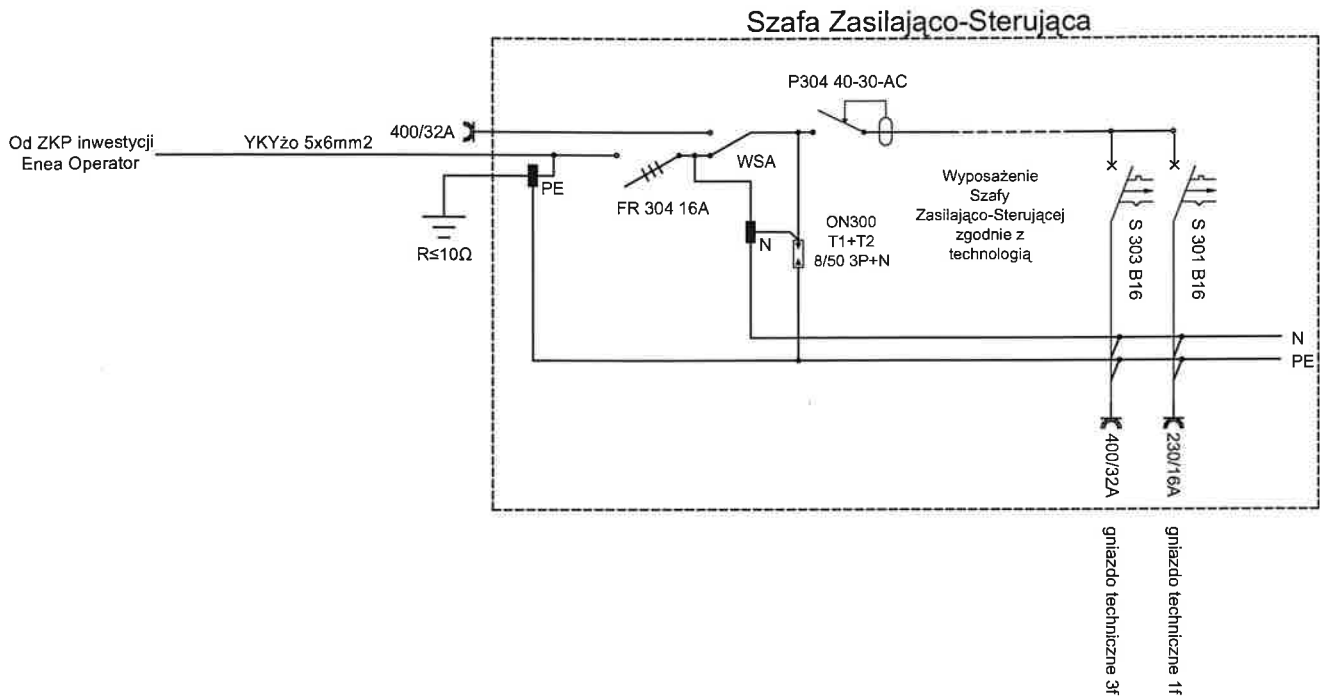 Szafa Zasilająco-Sterująca
P304 40-30-AC
400/32A
Od ZKP inwestycji
Enea Operator
YKYżo 5x6mm2
PE
WSA
FR 304 16A
R≤10Ω
N
ON300
T1+T2
8/50 3P+N
Wyposażenie
Szafy
Zasilająco-Sterującej
zgodnie z
technologią
S 303 B16
S 301 B16
N
PE
400/32A
230/16A
gniazdo techniczne 3f
gniazdo techniczne 1f